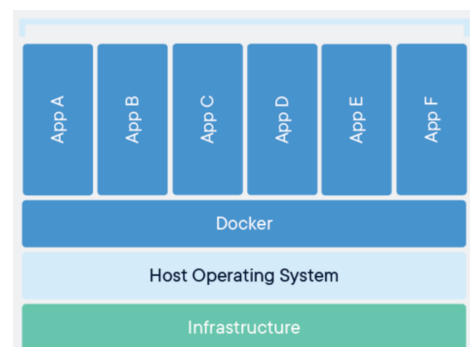 App A
App B
App C
App D
App E
App F
Docker
Host Operating System
Infrastructure